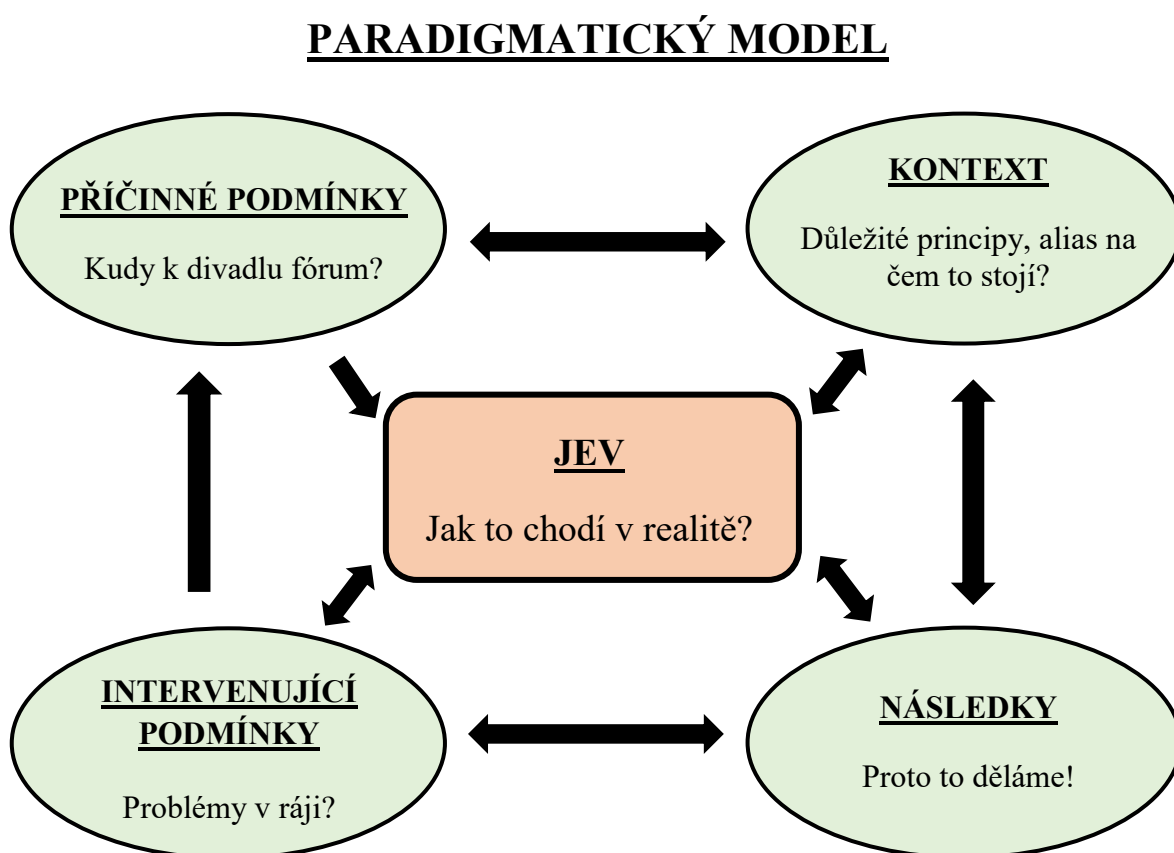 PARADIGMATICKÝ MODEL
PŘÍČINNÉ PODMÍNKY
Kudy k divadlu fórum?
KONTEXT
Důležité principy, alias na
čem to stojí?
JEV
Jak to chodí v realitě?
INTERVENUJÍCÍ
PODMÍNKY
Problémy v ráji?
NÁSLEDKY
Proto to děláme!